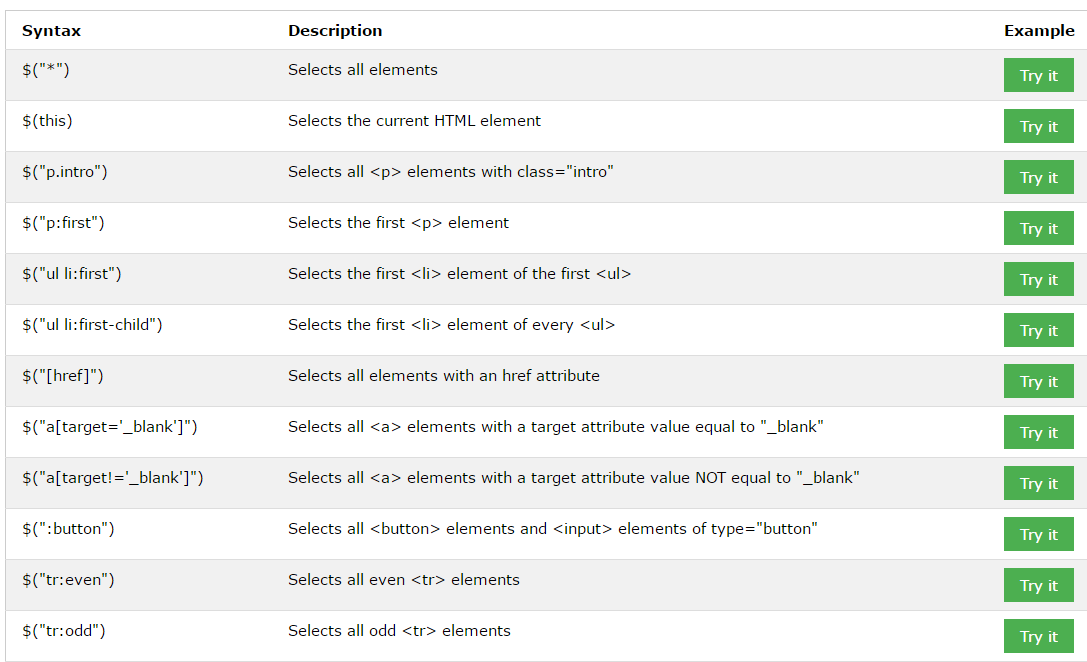 Syntax Description Example
$("*") Selects all elements Try it
$(this) Selects the current HTML element Try it
$("p.intro") Selects all <p> elements with class="intro" Try it
$("p:first") Selects the first <p> element Try it
$("ul li:first") Selects the first <li> element of the first <ul> Try it
$("ul li:first-child") Selects the first <li> element of every <ul> Try it
$("[href]") Selects all elements with an href attribute Try it
$("a[target='_blank']") Selects all <a> elements with a target attribute value equal to "_blank" Try it
$("a[target!='_blank']") Selects all <a> elements with a target attribute value NOT equal to "_blank" Try it
$(":button") Selects all <button> elements and <input> elements of type="button" Try it
$("tr:even") Selects all even <tr> elements Try it
$("tr:odd") Selects all odd <tr> elements Try it